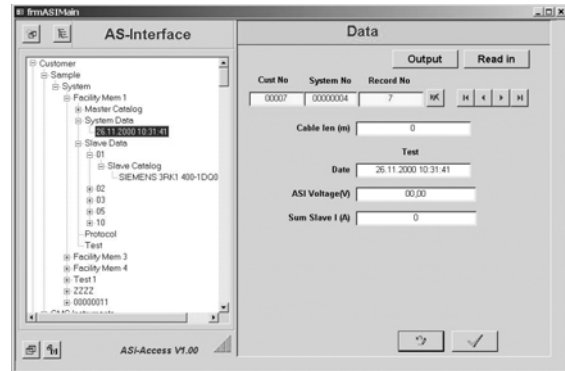 frmASIMain
AS-Interface
Data
Customer
Sample
System
Facility Mem 1
Master Catalog
System Data
26.11.2000 10:31:41
Slave Data
01
Slave Catalog
SIEMENS 3RK1 400-1DQ0
02
03
05
10
Protocol
Test
Facility Mem 3
Facility Mem 4
Test 1
ZZZZ
00000011
ASi-Access V1.00
Output Read in
Cust No System No Record No
00007 00000004 7
Cable len (m) 0
Test
Date 26.11.2000 10:31:41
ASI Voltage(V) 00,00
Sum Slave I (A) 0